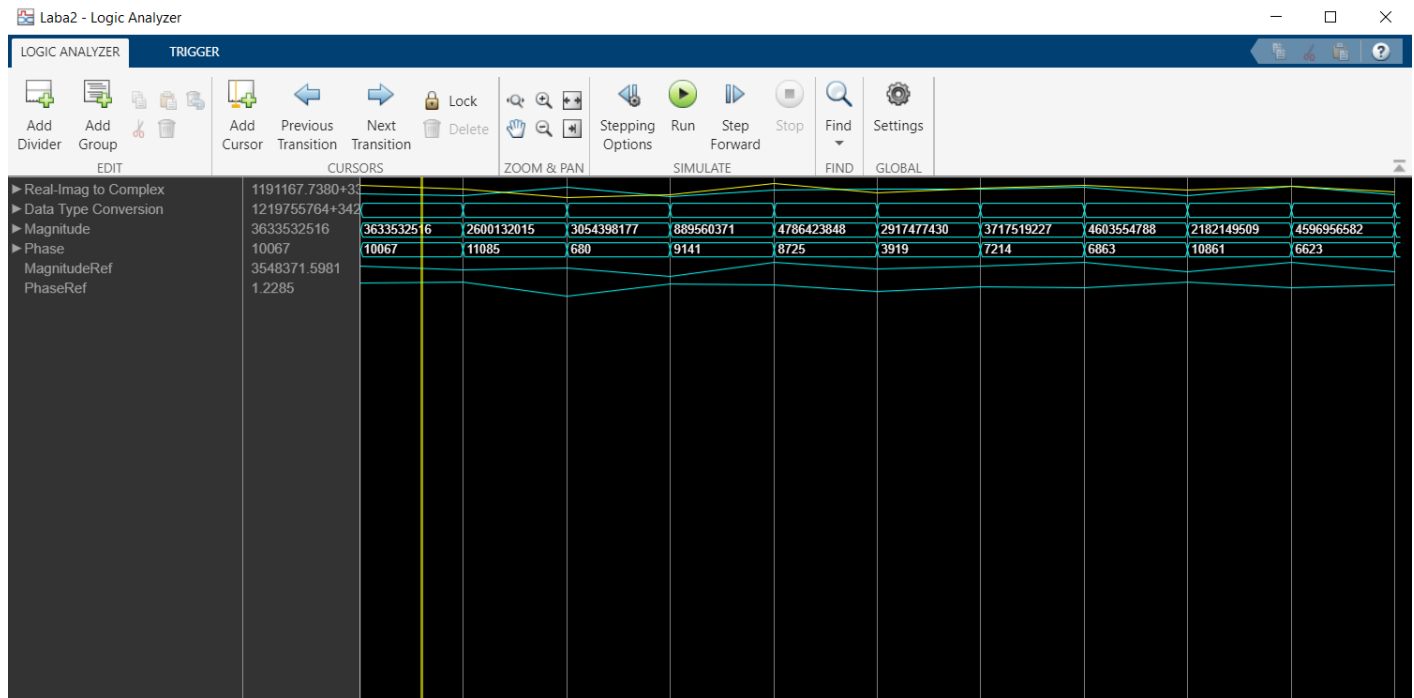 Laba2 - Logic Analyzer
LOGIC ANALYZER TRIGGER
Add Divider
Add Group
Add Cursor
Previous Transition
Next Transition
Lock
Delete
Stepping Options
Run
Step Forward
Stop
Find
Settings
EDIT CURSORS ZOOM & PAN SIMULATE FIND GLOBAL
Real-Imag to Complex 1191167.7380+33
Data Type Conversion 1219755764+342
Magnitude 3633532516 3633532516 2600132015 3054398177 889560371 4786423848 2917477430 3717519227 4603554788 2182149509 4596956582
Phase 10067 10067 11085 680 9141 8725 3919 7214 6863 10861 6623
MagnitudeRef 3548371.5981
PhaseRef 1.2285